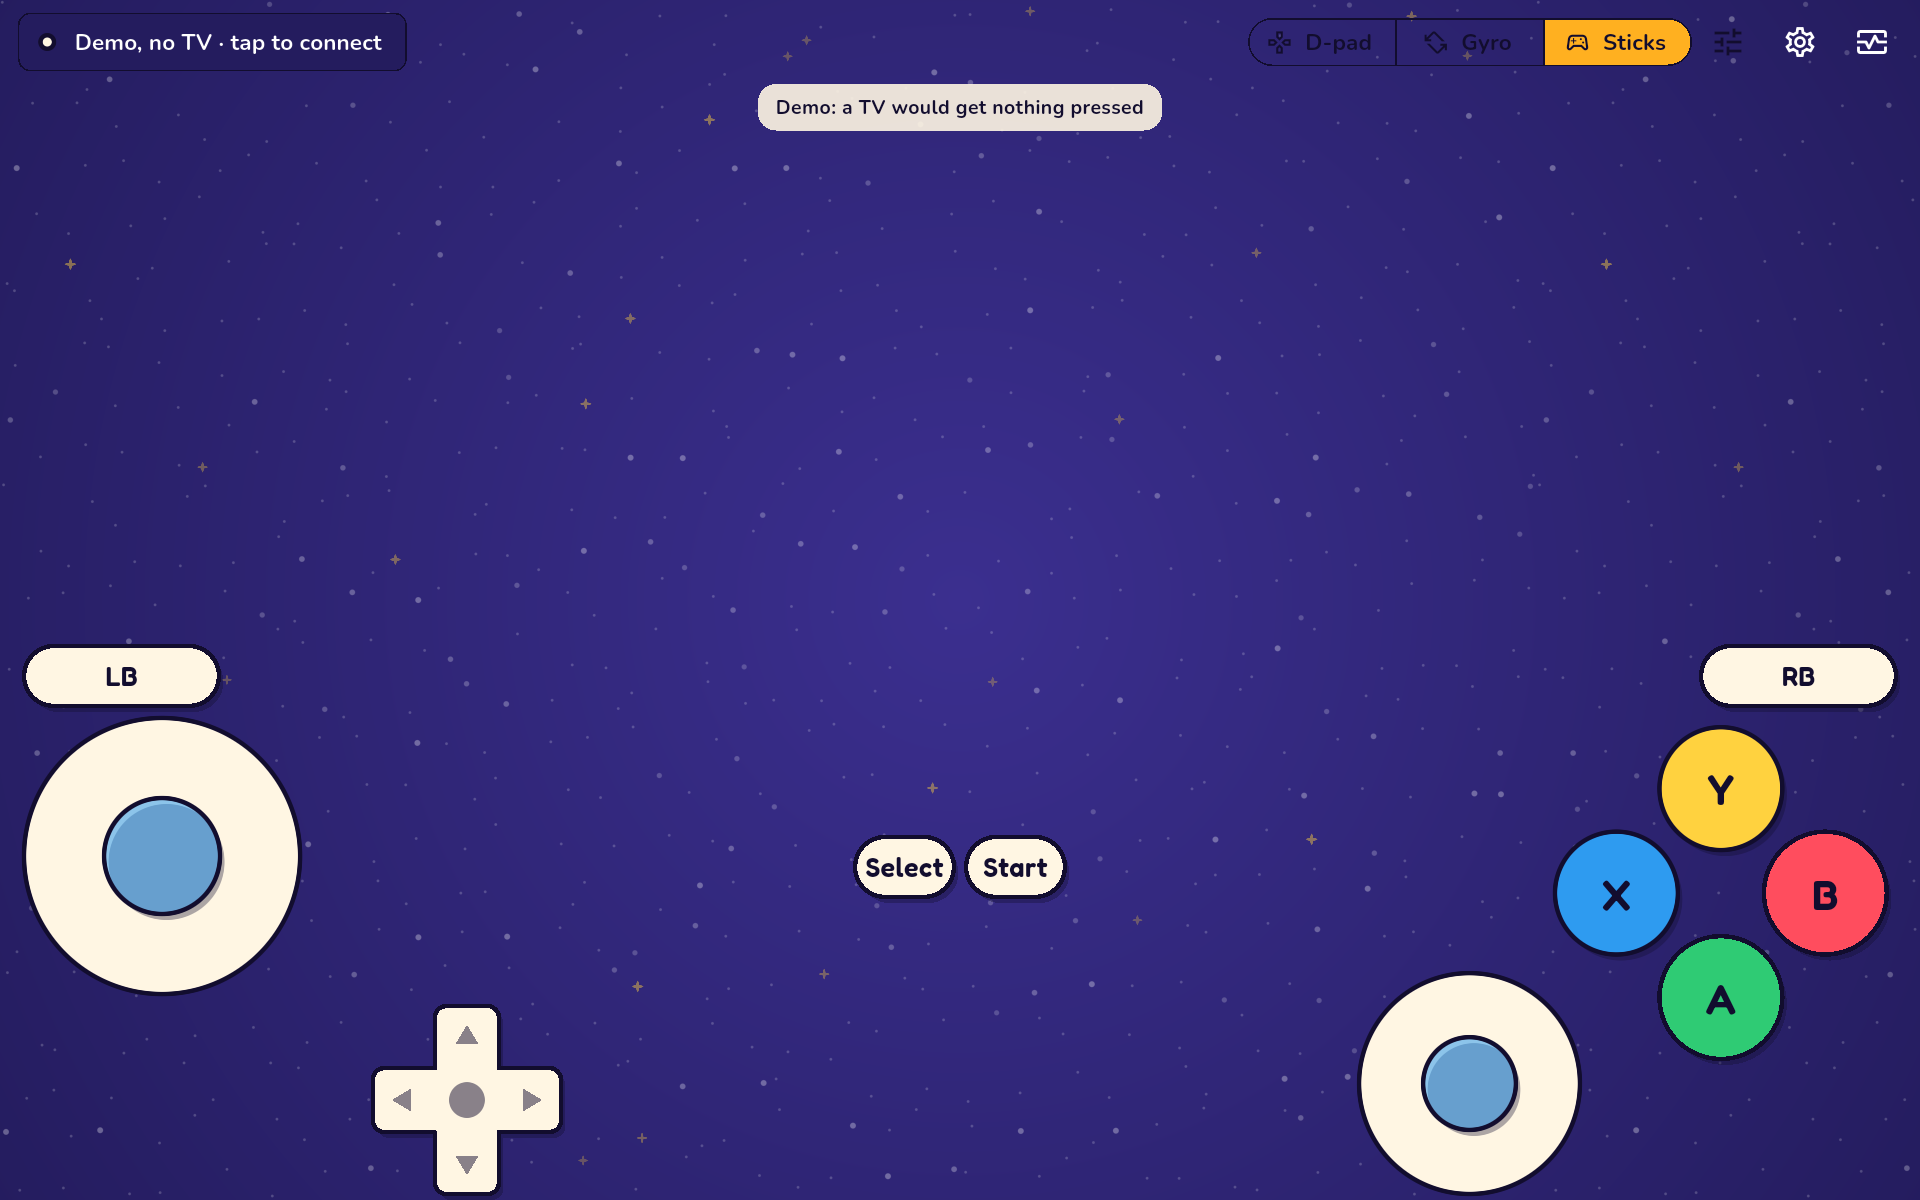 Demo, no TV · tap to connect
D-pad
Gyro
Sticks
Demo: a TV would get nothing pressed
LB
RB
Y
Select
Start
X
B
A